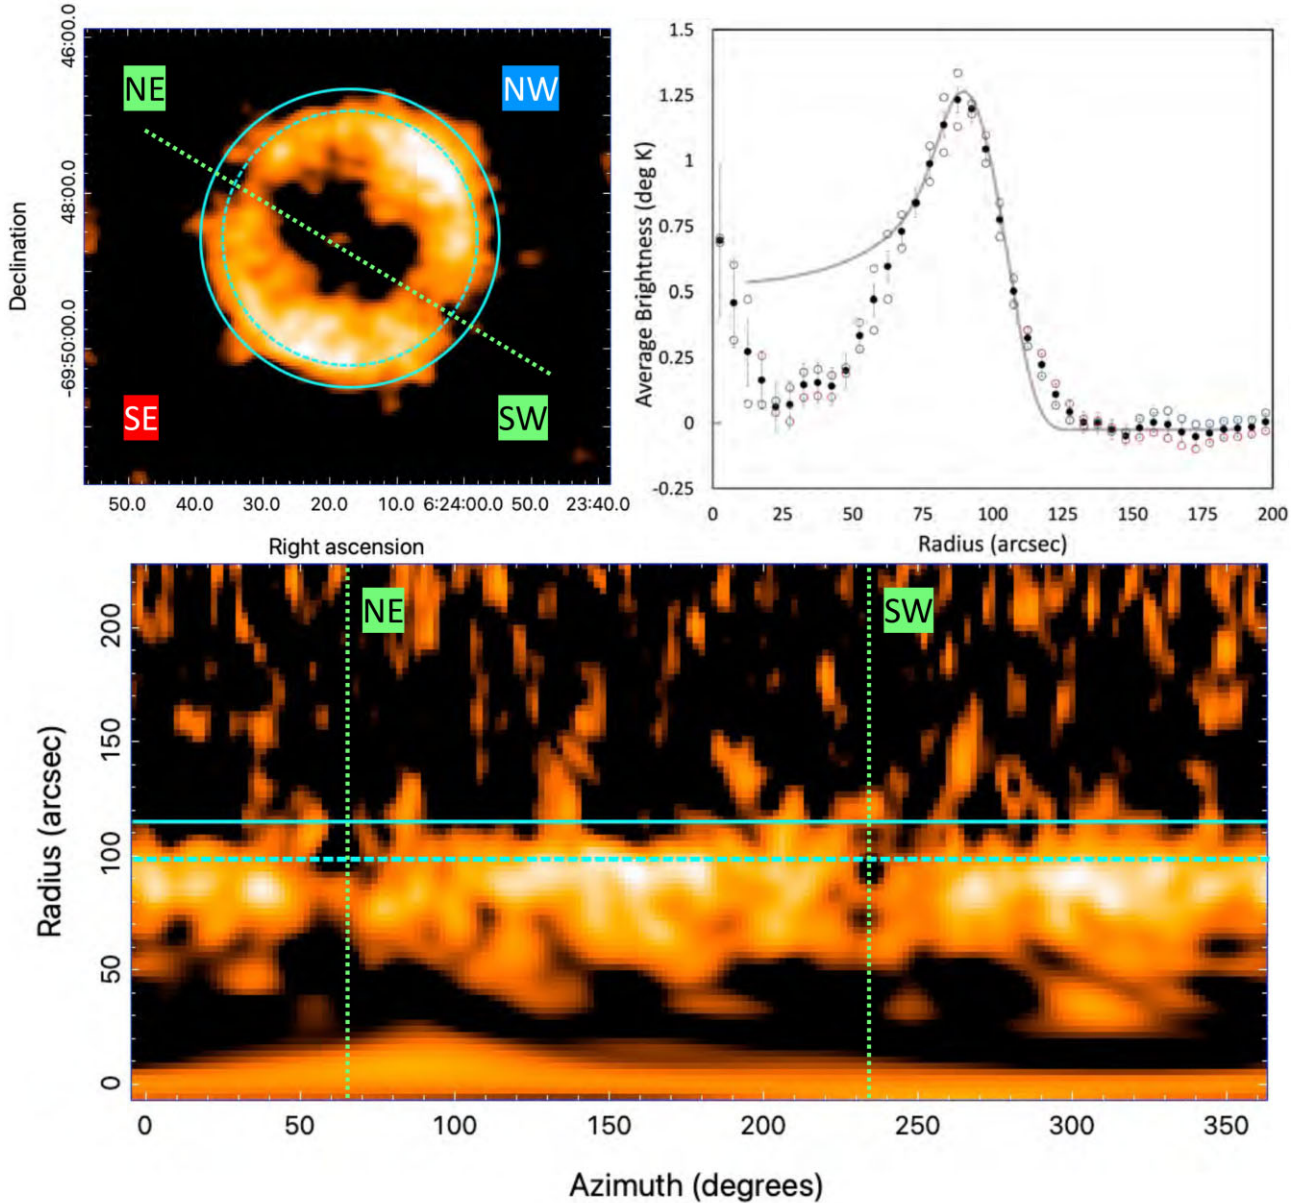 46:00.0
48:00.0
-69:50:00.0
Declination
NE
NW
SE
SW
50.0 40.0 30.0 20.0 10.0 6:24:00.0 50.0 23:40.0
Right ascension
1.5
1.25
1
0.75
0.5
0.25
0
-0.25
Average Brightness (deg K)
0 25 50 75 100 125 150 175 200
Radius (arcsec)
NE
SW
200
150
100
50
0
Radius (arcsec)
0 50 100 150 200 250 300 350
Azimuth (degrees)